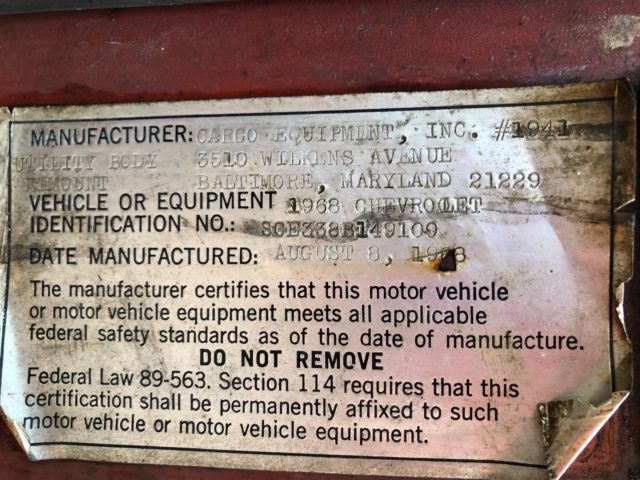 MANUFACTURER: CARGO EQUIPMENT, INC. #1941
UTILITY BODY 3510 WILKENS AVENUE
REMOUNT BALTIMORE, MARYLAND 21229
VEHICLE OR EQUIPMENT 1968 CHEVROLET
IDENTIFICATION NO.: SCE338B149109
DATE MANUFACTURED: AUGUST 8, 1968
The manufacturer certifies that this motor vehicle
or motor vehicle equipment meets all applicable
federal safety standards as of the date of manufacture.
DO NOT REMOVE
Federal Law 89-563. Section 114 requires that this
certification shall be permanently affixed to such
motor vehicle or motor vehicle equipment.